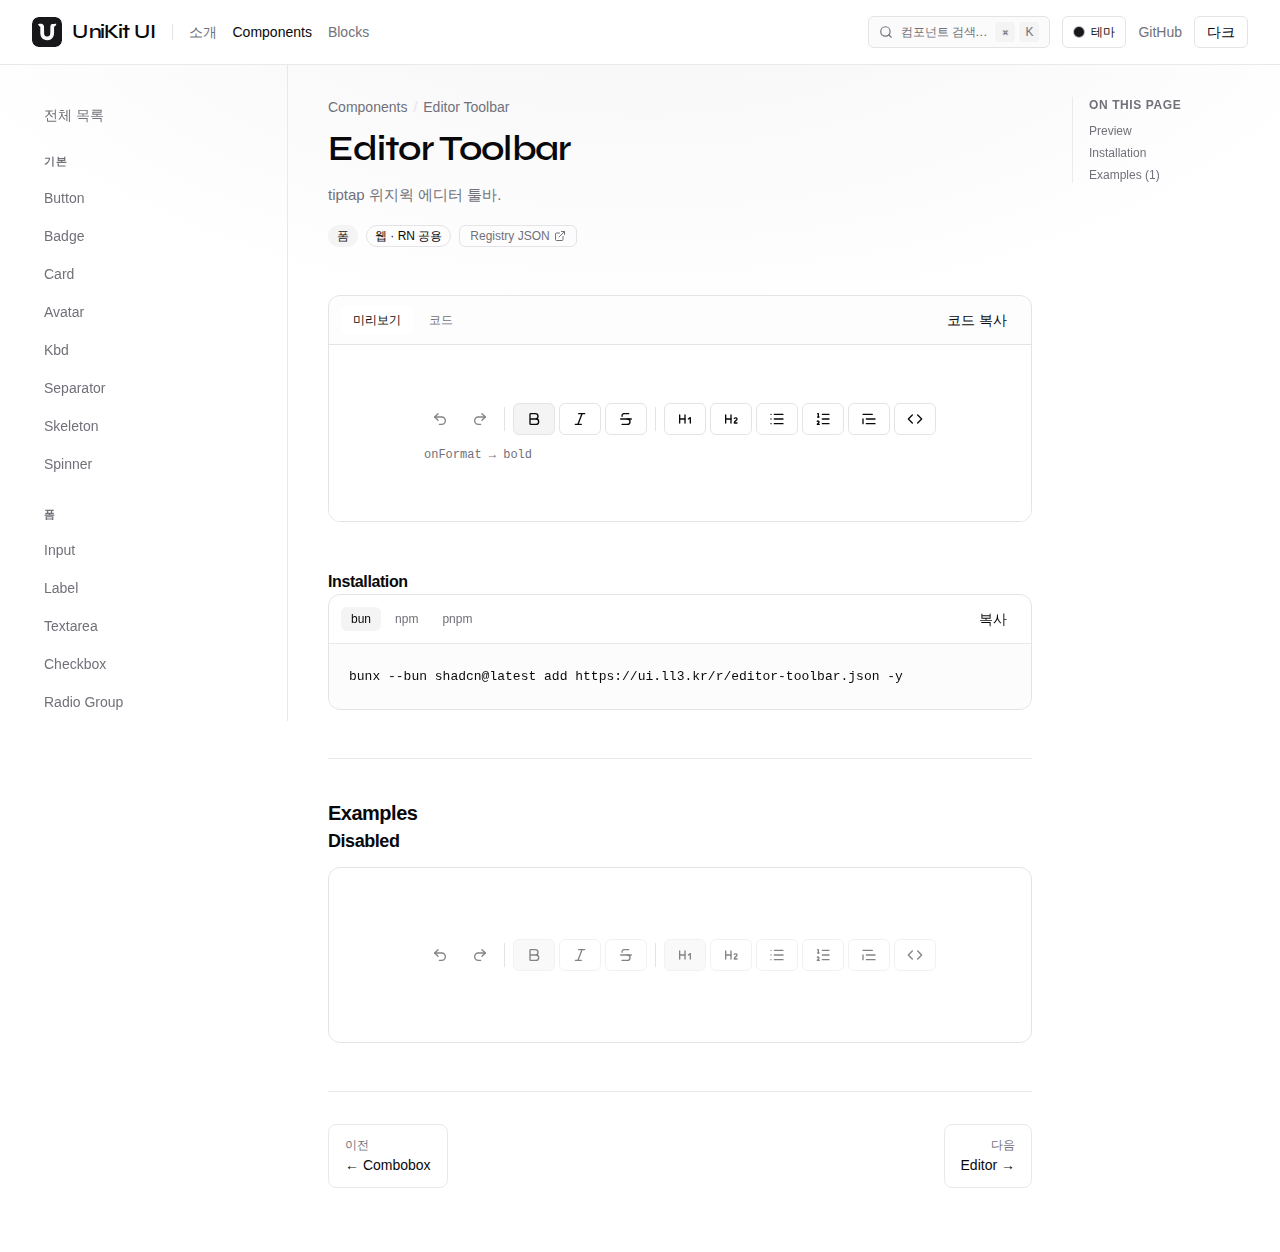 UniKit UI
소개
Components
Blocks
컴포넌트 검색…
⌘
K
테마
GitHub
다크
전체 목록
기본
Button
Badge
Card
Avatar
Kbd
Separator
Skeleton
Spinner
폼
Input
Label
Textarea
Checkbox
Radio Group
Components / Editor Toolbar
Editor Toolbar
tiptap 위지윅 에디터 툴바.
폼
웹 · RN 공용
Registry JSON
미리보기
코드
코드 복사
onFormat → bold
Installation
bun
npm
pnpm
복사
bunx --bun shadcn@latest add https://ui.ll3.kr/r/editor-toolbar.json -y
Examples
Disabled
이전
← Combobox
다음
Editor →
ON THIS PAGE
Preview
Installation
Examples (1)